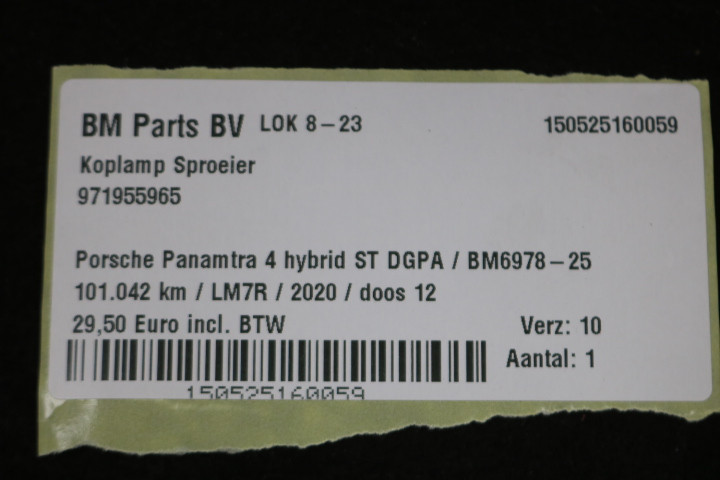 BM Parts BV LOK 8-23 150525160059
Koplamp Sproeier
971955965
Porsche Panamtra 4 hybrid ST DGPA / BM6978-25
101.042 km / LM7R / 2020 / doos 12
29,50 Euro incl. BTW Verz: 10
Aantal: 1
150525160059